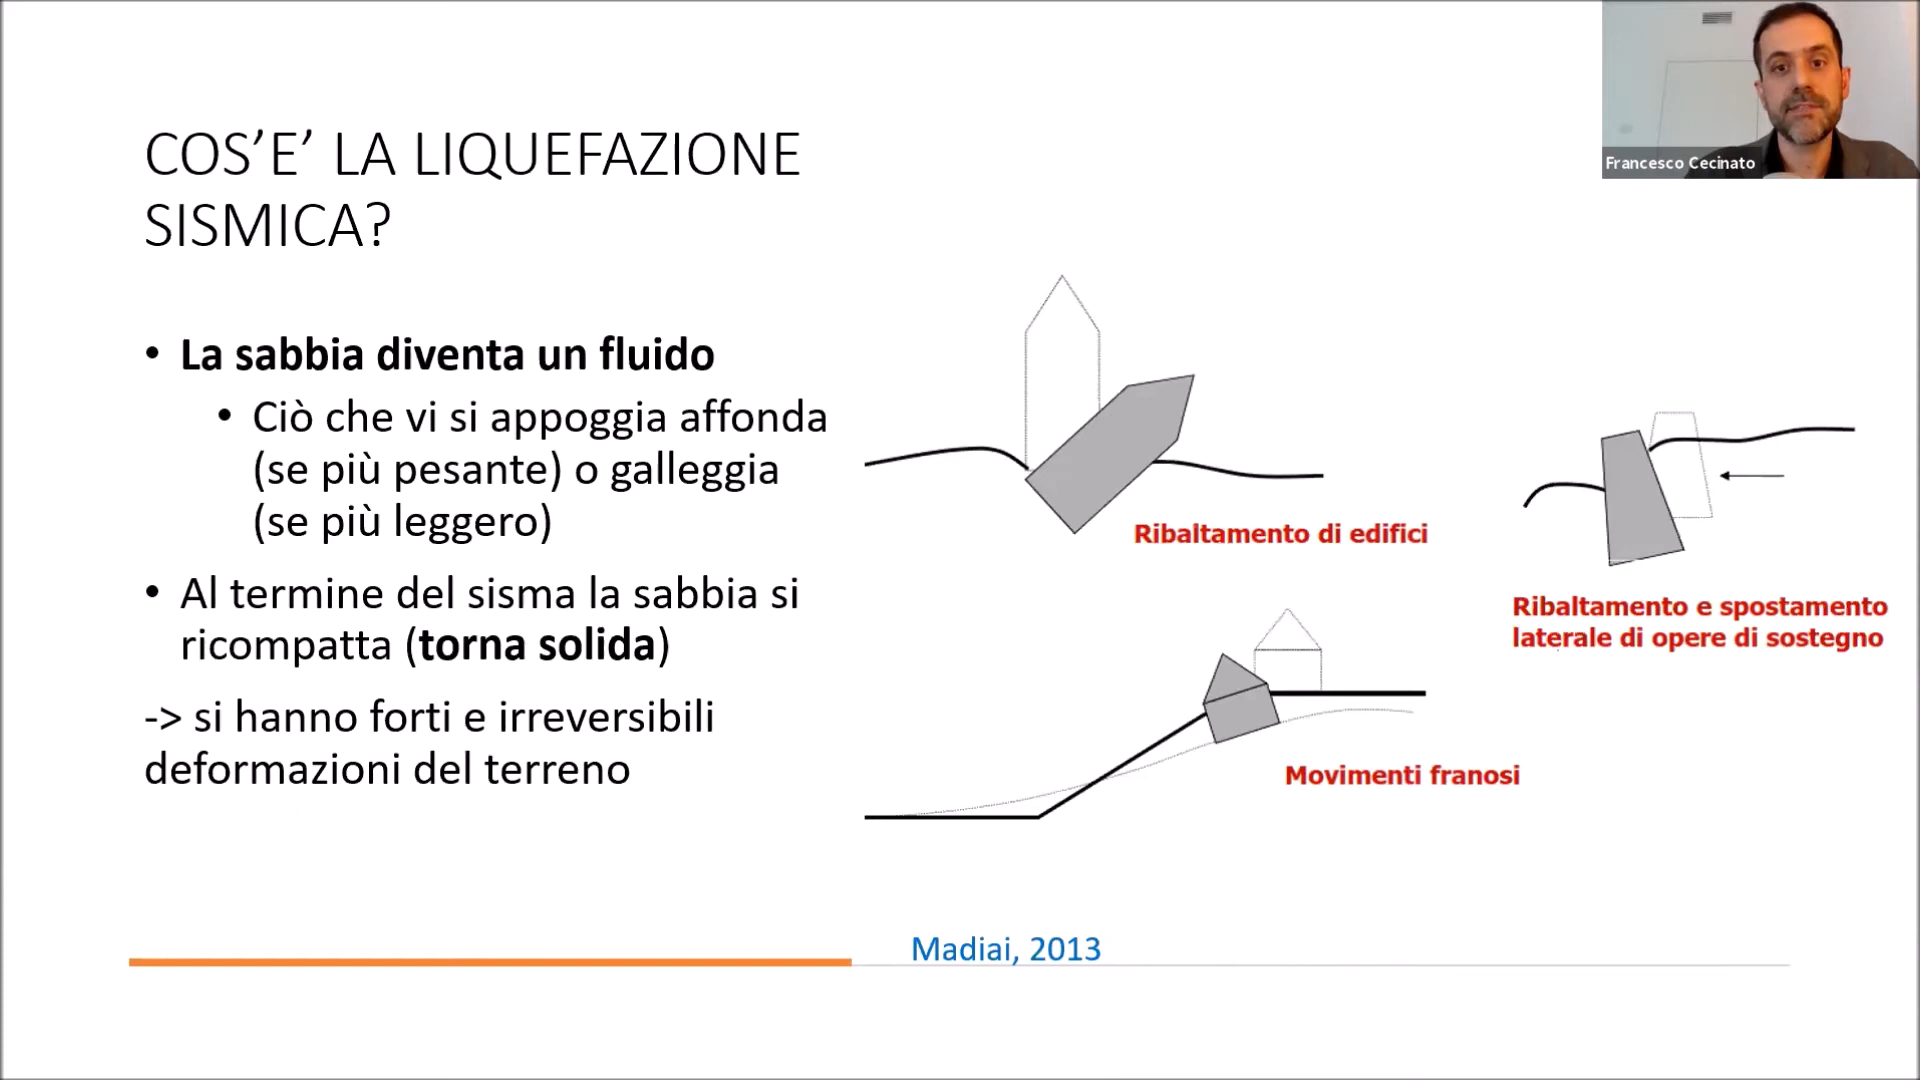 COS’E’ LA LIQUEFAZIONE
SISMICA?
• La sabbia diventa un fluido
• Ciò che vi si appoggia affonda
(se più pesante) o galleggia
(se più leggero)
• Al termine del sisma la sabbia si
ricompatta (torna solida)
-> si hanno forti e irreversibili
deformazioni del terreno
Ribaltamento di edifici
Ribaltamento e spostamento
laterale di opere di sostegno
Movimenti franosi
Madiai, 2013
Francesco Cecinato